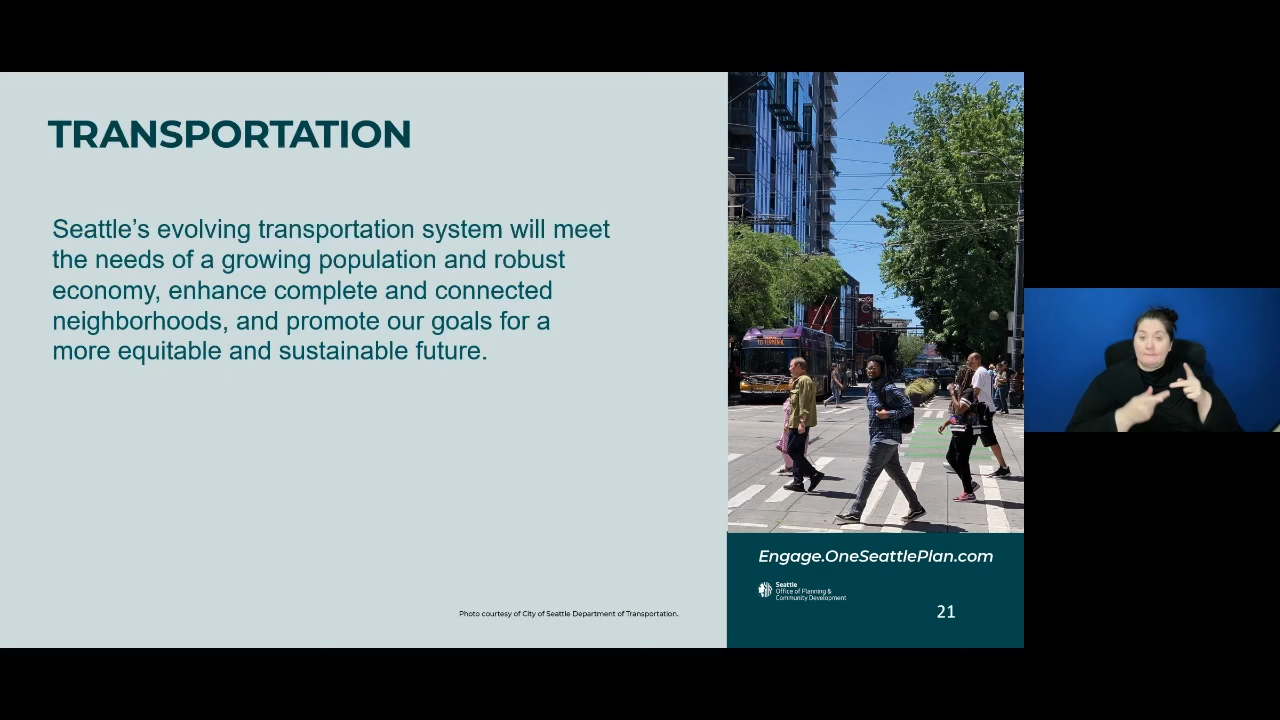 TRANSPORTATION
Seattle’s evolving transportation system will meet
the needs of a growing population and robust
economy, enhance complete and connected
neighborhoods, and promote our goals for a
more equitable and sustainable future.
Photo courtesy of City of Seattle Department of Transportation.
Engage.OneSeattlePlan.com
Seattle
Office of Planning &
Community Development
21